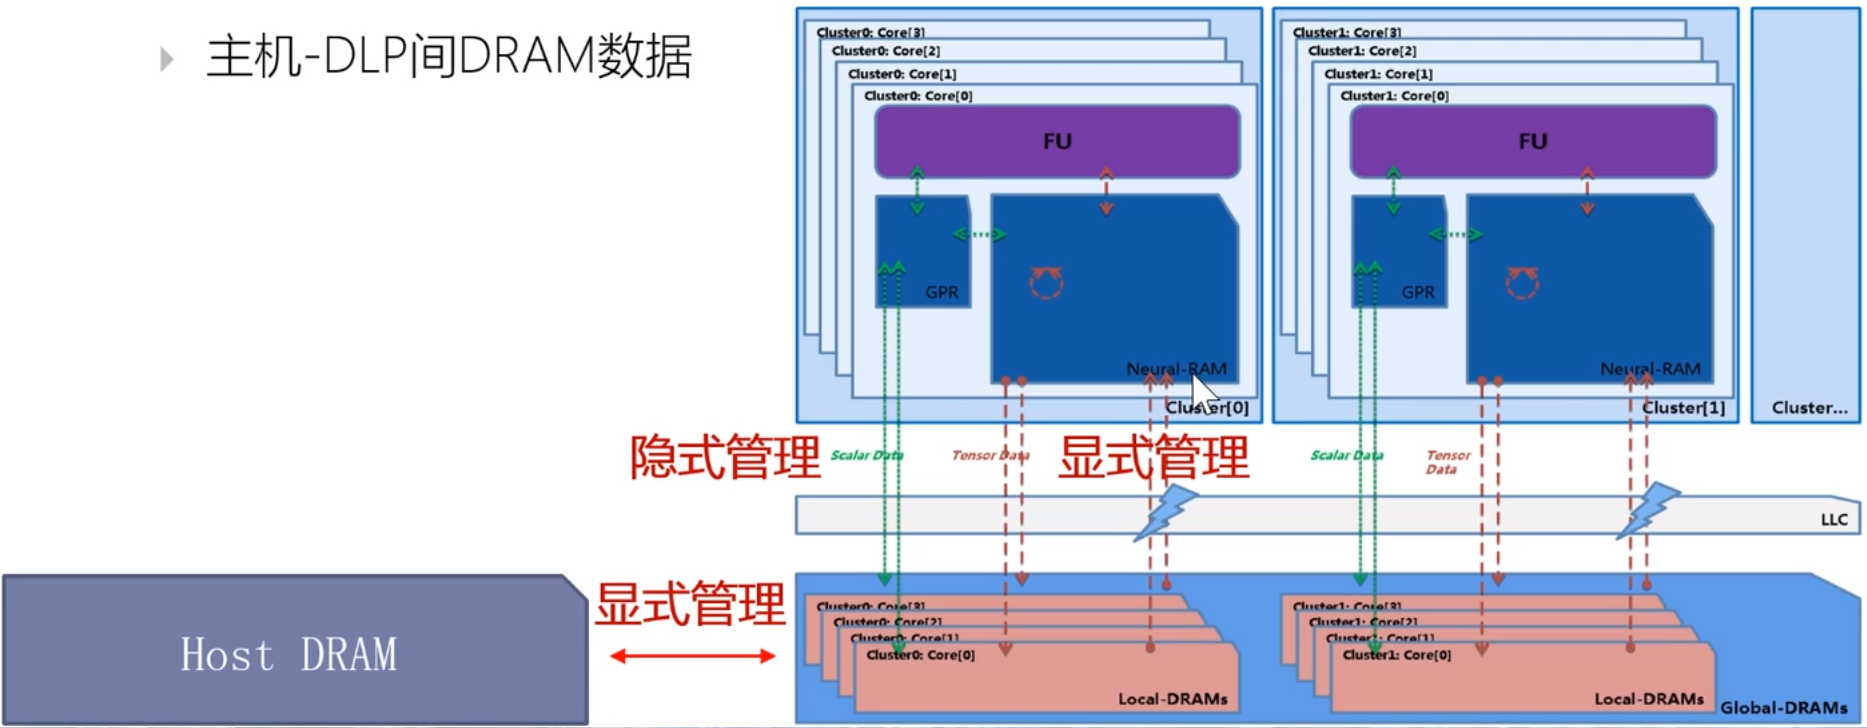 主机-DLP间DRAM数据
Cluster0: Core[3]
Cluster0: Core[2]
Cluster0: Core[1]
Cluster0: Core[0]
FU
GPR
Neural-RAM
Cluster[0]
Cluster1: Core[3]
Cluster1: Core[2]
Cluster1: Core[1]
Cluster1: Core[0]
FU
GPR
Neural-RAM
Cluster[1]
Cluster...
隐式管理
Scalar Data
Tensor Data
显式管理
Scalar Data
Tensor
Data
LLC
Host DRAM
显式管理
Cluster0: Core[3]
Cluster0: Core[2]
Cluster0: Core[1]
Cluster0: Core[0]
Local-DRAMs
Cluster1: Core[3]
Cluster1: Core[2]
Cluster1: Core[1]
Cluster1: Core[0]
Local-DRAMs
Global-DRAMs